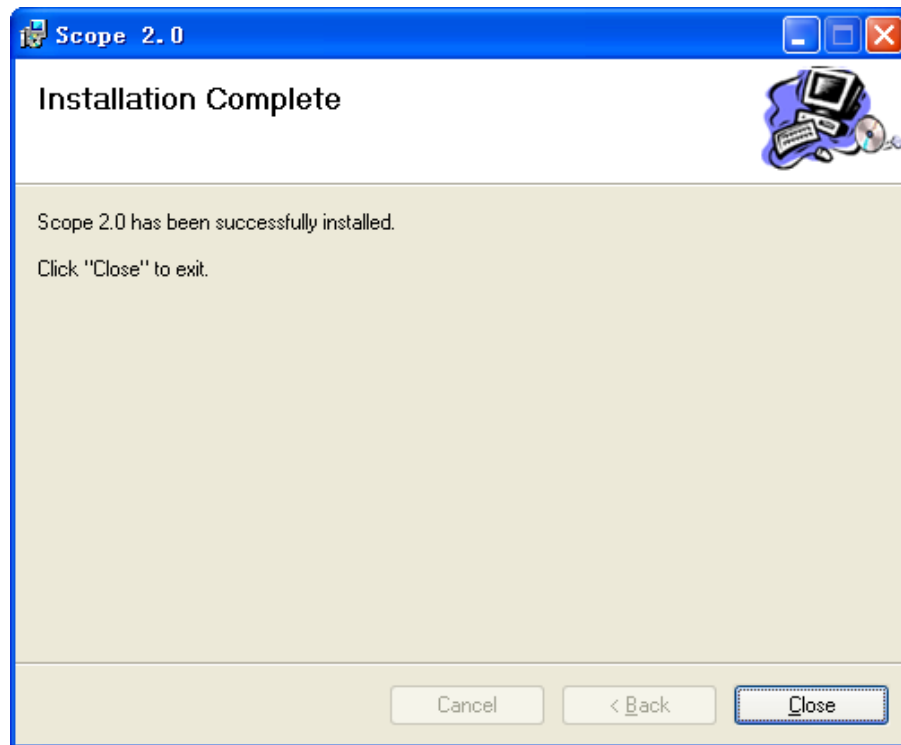 Scope 2.0
Installation Complete
Scope 2.0 has been successfully installed.
Click "Close" to exit.
Cancel
< Back
Close